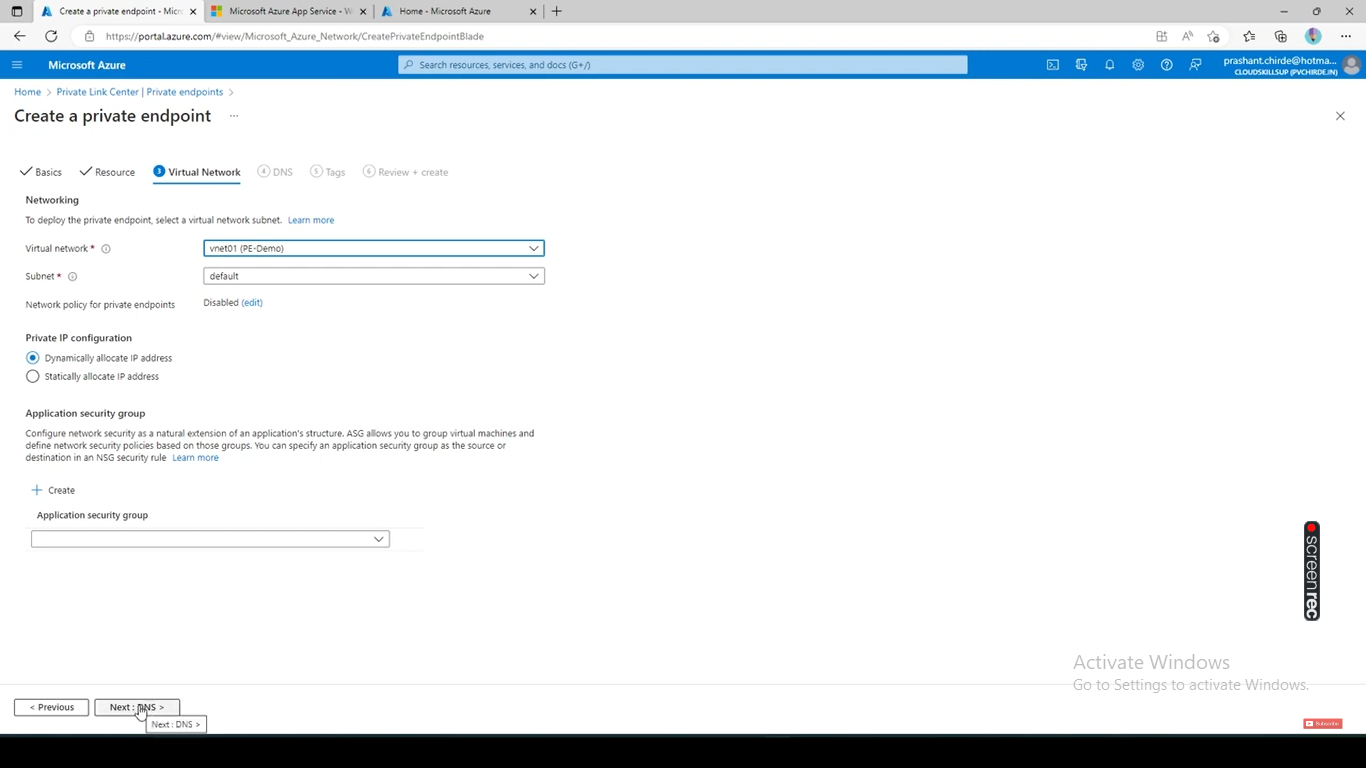 Create a private endpoint - Micro
Microsoft Azure App Service - W
Home - Microsoft Azure
https://portal.azure.com/#view/Microsoft_Azure_Network/CreatePrivateEndpointBlade
Microsoft Azure
Search resources, services, and docs (G+/)
prashant.chirde@hotma...
CLOUDSKILLSUP (PVCHIRDE.IN)
Home > Private Link Center | Private endpoints >
Create a private endpoint ...
Basics Resource 3 Virtual Network 4 DNS 5 Tags 6 Review + create
Networking
To deploy the private endpoint, select a virtual network subnet. Learn more
Virtual network * vnet01 (PE-Demo)
Subnet * default
Network policy for private endpoints Disabled (edit)
Private IP configuration
Dynamically allocate IP address
Statically allocate IP address
Application security group
Configure network security as a natural extension of an application's structure. ASG allows you to group virtual machines and
define network security policies based on those groups. You can specify an application security group as the source or
destination in an NSG security rule Learn more
+ Create
Application security group
screenrec
Activate Windows
Go to Settings to activate Windows.
< Previous Next : DNS >
Next : DNS >
Subscribe